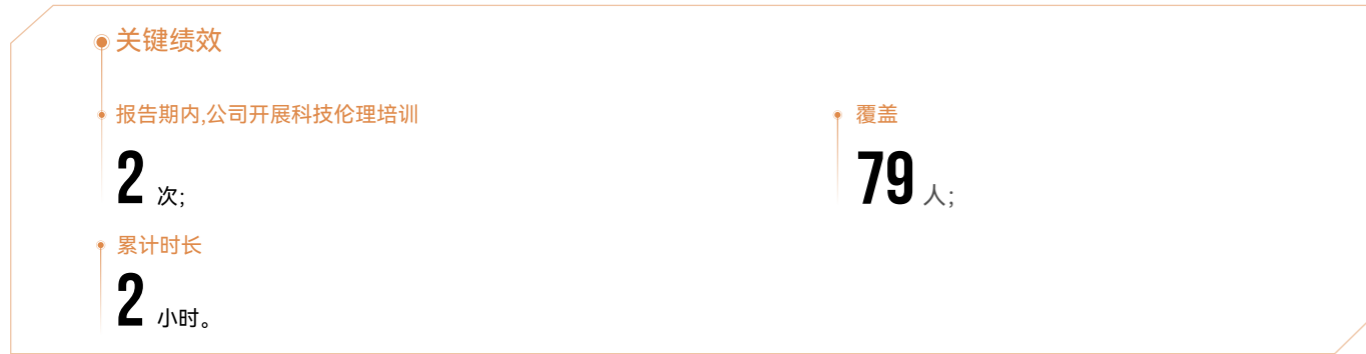 关键绩效
报告期内,公司开展科技伦理培训
2 次;
覆盖
79 人;
累计时长
2 小时。